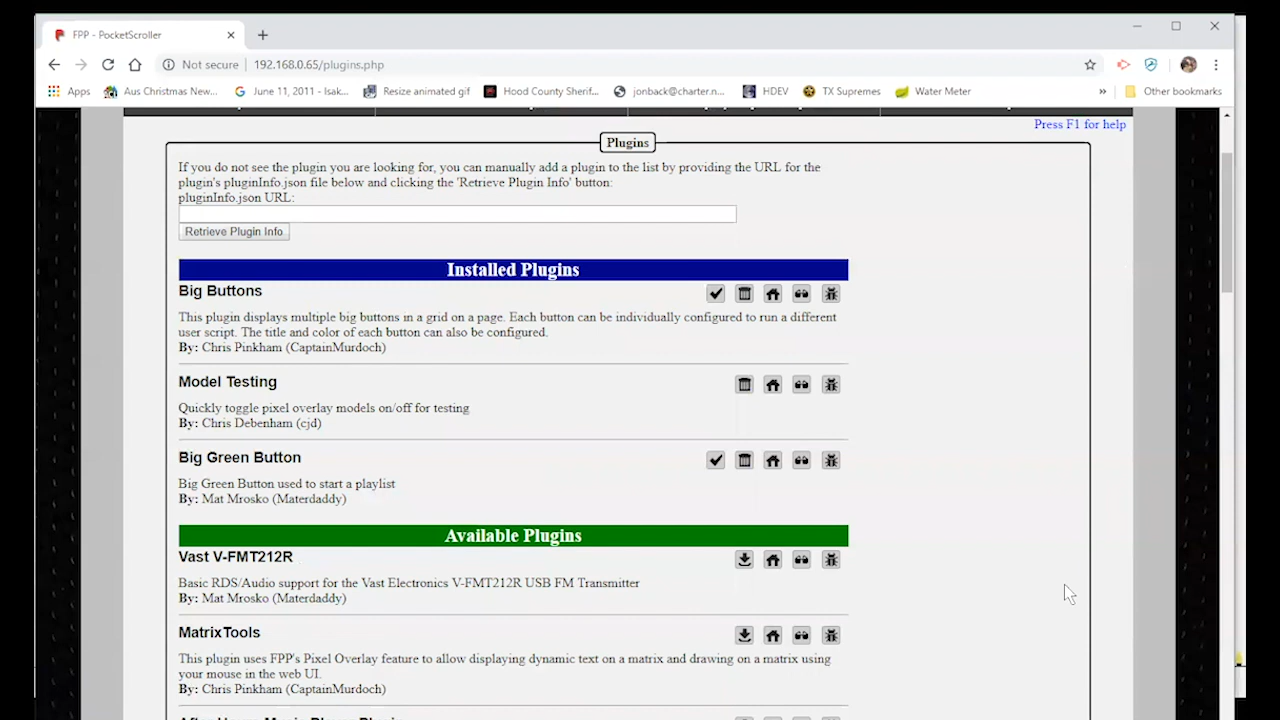 FPP - PocketScroller
Not secure 192.168.0.65/plugins.php
Apps Aus Christmas New... June 11, 2011 - Isak... Resize animated gif Hood County Sherif... jonback@charter.n... HDEV TX Supremes Water Meter » Other bookmarks
Press F1 for help
Plugins
If you do not see the plugin you are looking for, you can manually add a plugin to the list by providing the URL for the
plugin's pluginInfo.json file below and clicking the 'Retrieve Plugin Info' button:
pluginInfo.json URL:
Retrieve Plugin Info
Installed Plugins
Big Buttons
This plugin displays multiple big buttons in a grid on a page. Each button can be individually configured to run a different
user script. The title and color of each button can also be configured.
By: Chris Pinkham (CaptainMurdoch)
Model Testing
Quickly toggle pixel overlay models on/off for testing
By: Chris Debenham (cjd)
Big Green Button
Big Green Button used to start a playlist
By: Mat Mrosko (Materdaddy)
Available Plugins
Vast V-FMT212R
Basic RDS/Audio support for the Vast Electronics V-FMT212R USB FM Transmitter
By: Mat Mrosko (Materdaddy)
MatrixTools
This plugin uses FPP's Pixel Overlay feature to allow displaying dynamic text on a matrix and drawing on a matrix using
your mouse in the web UI.
By: Chris Pinkham (CaptainMurdoch)